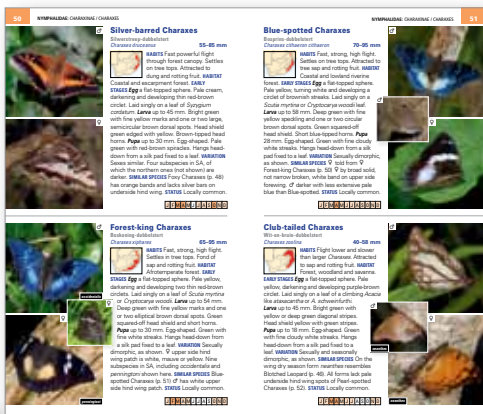 50 NYMPHALIDAE: CHARAXINAE / CHARAXES
Silver-barred Charaxes
Silwerstreep-dubbelstert
Charaxes druceanus 55–85 mm
HABITS Fast powerful flight
through forest canopy. Settles
on tree tops. Attracted to
dung and rotting fruit. HABITAT
Coastal and escarpment forest. EARLY
STAGES Egg a flat-topped sphere. Pale cream,
darkening and developing thin red-brown
circlet. Laid singly on leaf of Syzygium
cordatum. Larva up to 45 mm. Bright green
with fine yellow marks and one or two large,
semicircular brown dorsal spots. Head shield
green edged with yellow. Brown-tipped head
horns. Pupa to 30 mm. Egg-shaped. Pale
green with red-brown spiracles. Hangs head-
down from a silk pad fixed to a leaf. VARIATION
Sexes similar. Four subspecies in SA, of
which the northern ones (not shown) are
darker. SIMILAR SPECIES Foxy Charaxes (p. 48)
has orange bands and lacks silver bars on
underside hind wing. STATUS Locally common.
J F M A M J J A S O N D
Forest-king Charaxes
Boskoning-dubbelstert
Charaxes xiphares 65–95 mm
HABITS Fast, strong, high flight.
Settles in tree tops. Fond of
sap and rotting fruit. HABITAT
Afrotemperate forest. EARLY
STAGES Egg a flat-topped sphere. Pale yellow,
darkening and developing two thin red-brown
circlets. Laid singly on leaf of Scutia myrtina
or Cryptocarya woodii. Larva up to 54 mm.
Deep green with fine yellow marks and one
or two elliptical brown dorsal spots. Green
squared-off head shield and short horns.
Pupa up to 30 mm. Egg-shaped. Green with
fine white streaks. Hangs head-down from
a silk pad fixed to a leaf. VARIATION Sexually
dimorphic, as shown. ♀ upper side hind
wing patch is white, mauve or yellow. Nine
subspecies in SA, including occidentalis and
penningtoni shown here. SIMILAR SPECIES Blue-
spotted Charaxes (p. 51) ♂ has white upper
side hind wing patch. STATUS Locally common.
J F M A M J J A S O N D
occidentalis
penningtoni
NYMPHALIDAE: CHARAXINAE / CHARAXES 51
Blue-spotted Charaxes
Bosprins-dubbelstert
Charaxes cithaeron cithaeron 70–95 mm
HABITS Fast, strong, high flight.
Settles on tree tops. Attracted to
tree sap and rotting fruit. HABITAT
Coastal and lowland riverine
forest. EARLY STAGES Egg a flat-topped sphere.
Pale yellow, turning white and developing a
circlet of brownish streaks. Laid singly on
Scutia myrtina or Cryptocarya woodii leaf.
Larva up to 58 mm. Deep green with fine
yellow speckling and one or two circular
brown dorsal spots. Green squared-off
head shield. Short blue-tipped horns. Pupa
28 mm. Egg-shaped. Green with fine cloudy
white streaks. Hangs head-down from a silk
pad fixed to a leaf. VARIATION Sexually dimorphic,
as shown. SIMILAR SPECIES ♀ told from ♀
Forest-king Charaxes (p. 50) by broad solid,
not narrow broken, white band on upper side
forewing. ♂ darker with less extensive pale
blue than Blue-spotted. STATUS Locally common.
J F M A M J J A S O N D
Club-tailed Charaxes
Wit-en-bruin-dubbelstert
Charaxes zoolina 40–58 mm
HABITS Flight lower and slower
than larger Charaxes. Attracted
to sap and rotting fruit. HABITAT
Forest, woodland and savanna.
EARLY STAGES Egg a flat-topped sphere. Pale
yellow, darkening and developing purple-brown
circlet. Laid singly on leaf of a climbing Acacia
like ataxacantha or A. schweinfurthii.
Larva up to 45 mm. Bright green with
yellow or deep green diagonal stripes.
Head shield yellow with green stripes.
Pupa up to 18 mm. Egg-shaped. Green
with fine cloudy white streaks. Hangs
head-down from a silk pad fixed to a
leaf. VARIATION Sexually and seasonally
dimorphic, as shown. SIMILAR SPECIES On the
wing dry season form neanthes resembles
Blotched Leopard (p. 46). All forms lack pale
underside hind wing spots of Pearl-spotted
Charaxes (p. 52). STATUS Locally common.
J F M A M J J A S O N D
neanthes
neanthes